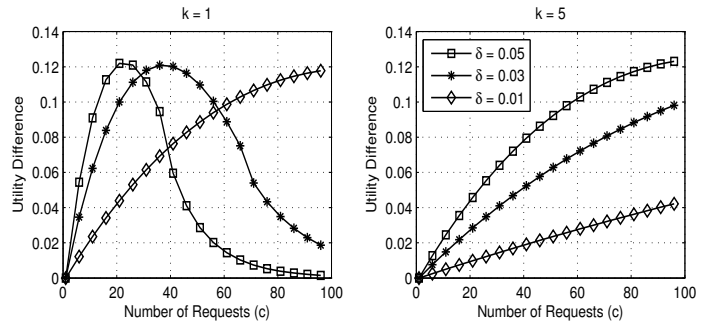 k = 1
0.14
0.12
0.1
0.08
0.06
0.04
0.02
0
Utility Difference
0 20 40 60 80 100
Number of Requests (c)
k = 5
0.14
0.12
0.1
0.08
0.06
0.04
0.02
0
Utility Difference
δ = 0.05
δ = 0.03
δ = 0.01
0 20 40 60 80 100
Number of Requests (c)